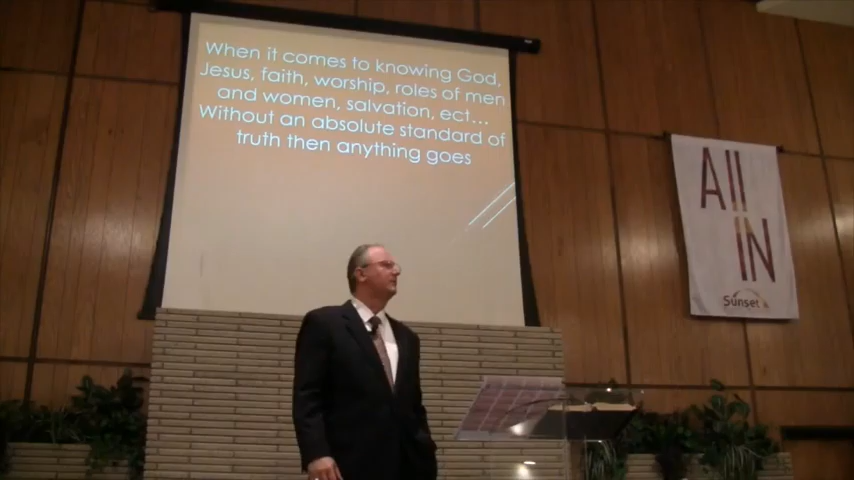 When it comes to knowing God,
Jesus, faith, worship, roles of men
and women, salvation, ect...
Without an absolute standard of
truth then anything goes
All
IN
Sunset